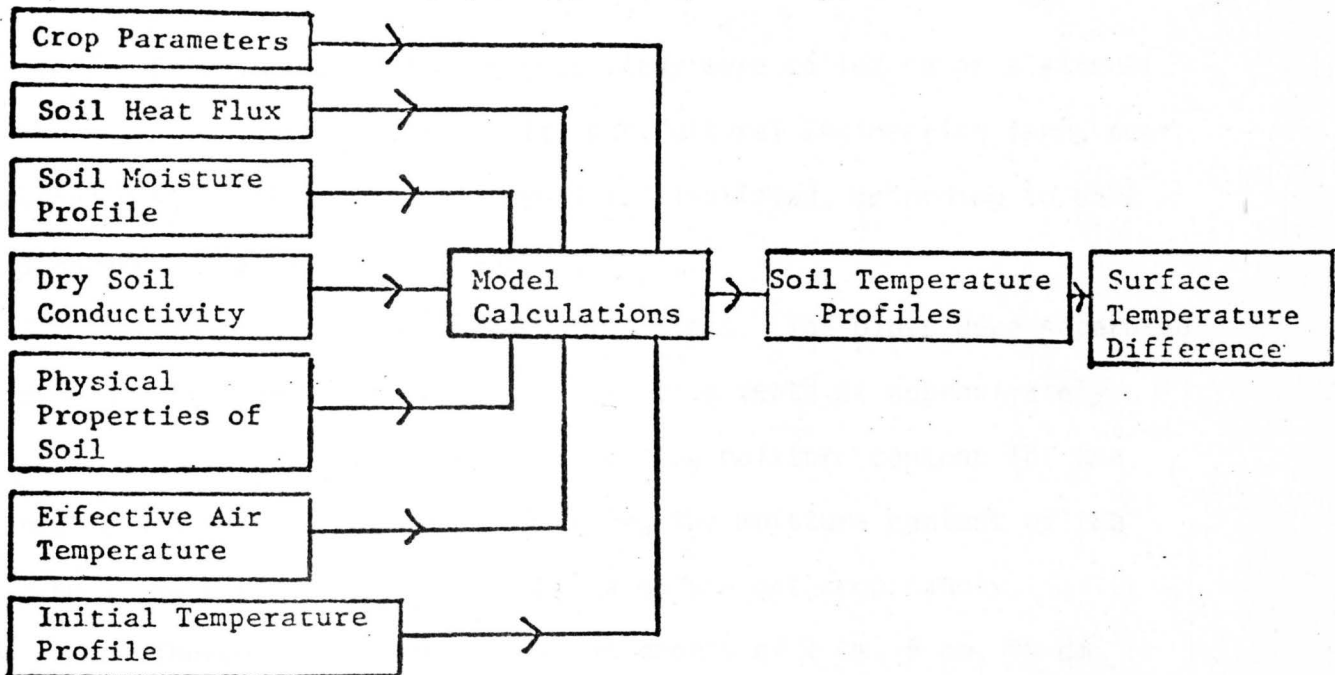 Crop Parameters
Soil Heat Flux
Soil Moisture
Profile
Dry Soil
Conductivity
Physical
Properties of
Soil
Effective Air
Temperature
Initial Temperature
Profile
Model
Calculations
Soil Temperature
Profiles
Surface
Temperature
Difference